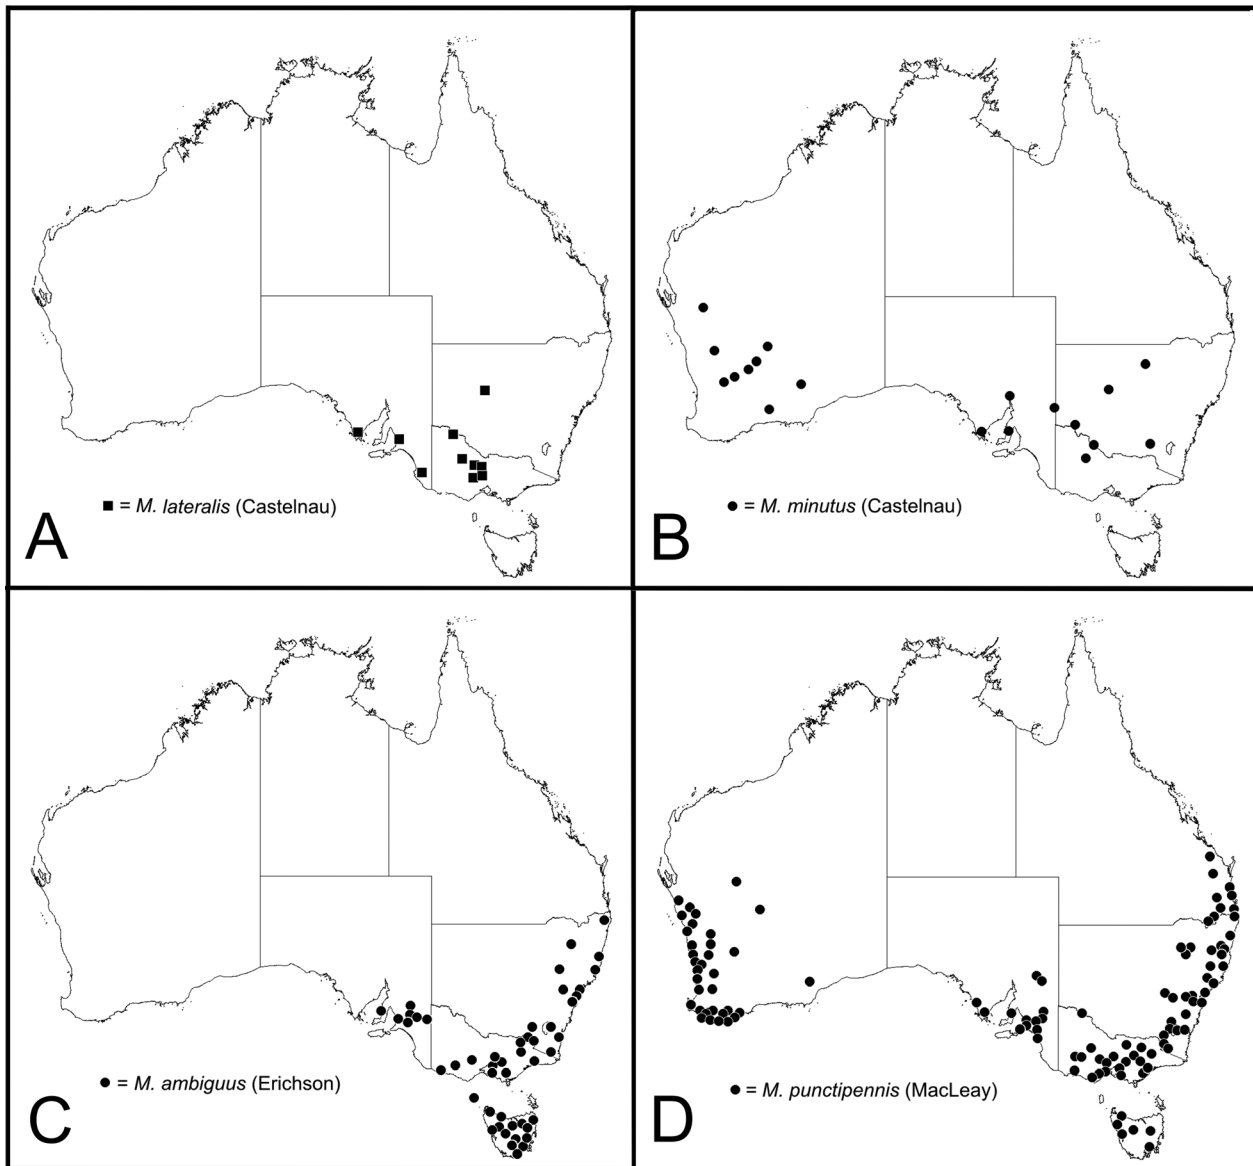 = M. lateralis (Castelnau)
A
= M. minutus (Castelnau)
B
= M. ambiguus (Erichson)
C
= M. punctipennis (MacLeay)
D